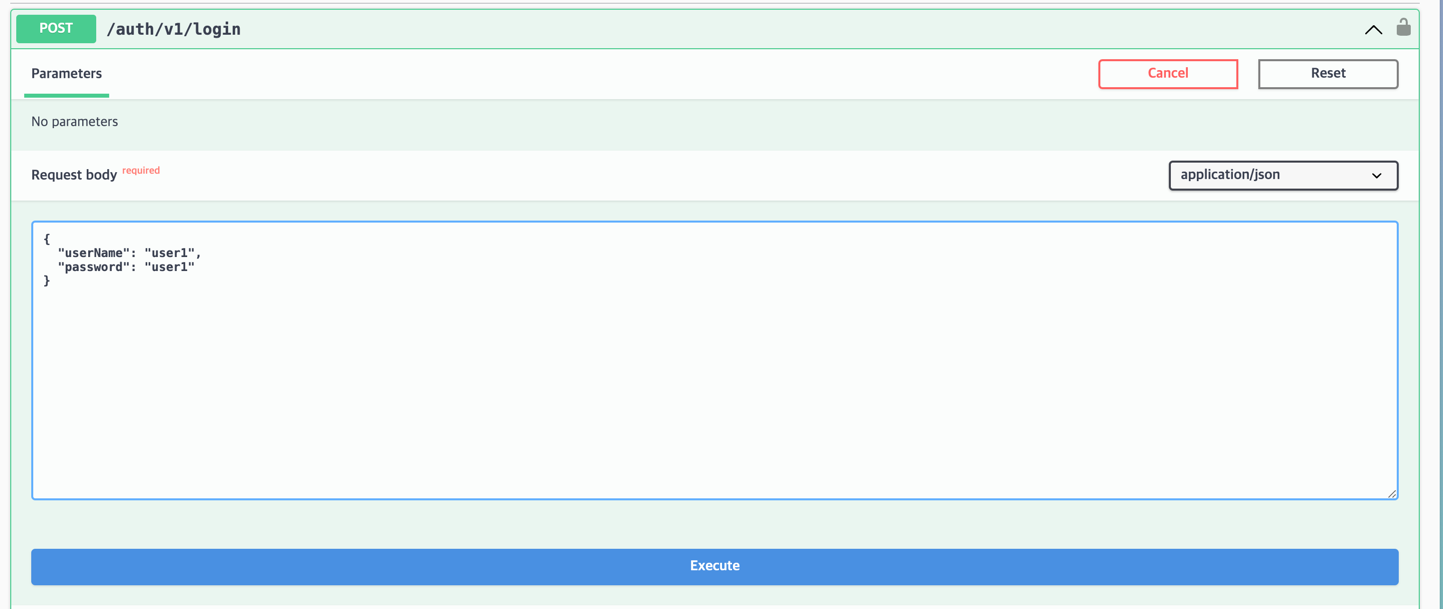 POST /auth/v1/login
Parameters Cancel Reset
No parameters
Request body required application/json
{
  "userName": "user1",
  "password": "user1"
}
Execute